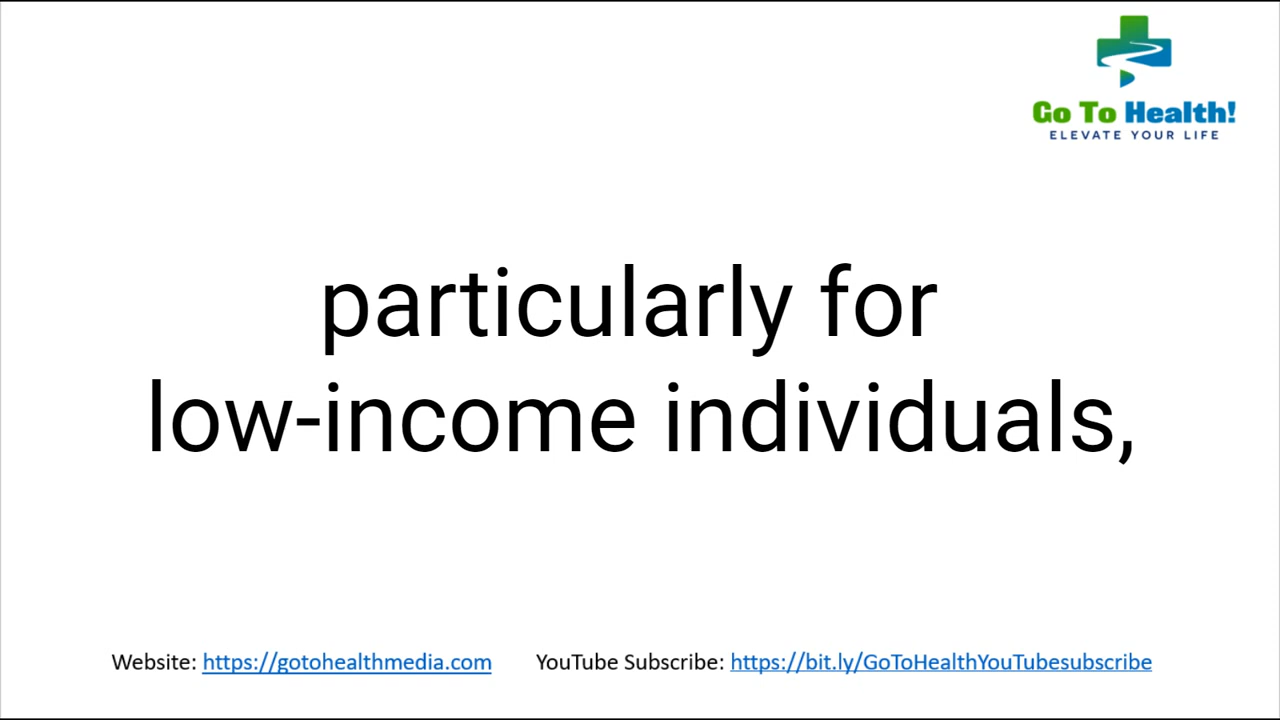 Go To Health!
ELEVATE YOUR LIFE
particularly for
low-income individuals,
Website: https://gotohealthmedia.com YouTube Subscribe: https://bit.ly/GoToHealthYouTubesubscribe